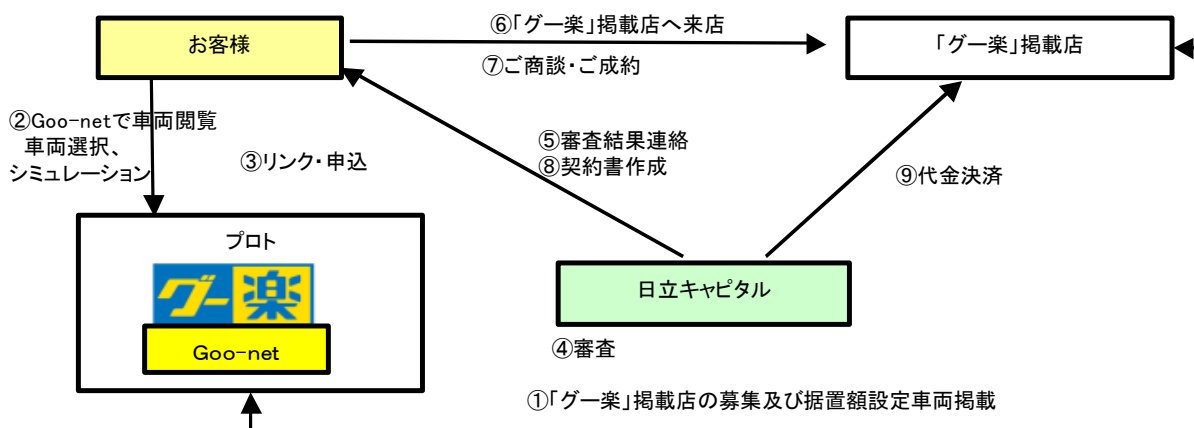 ⑥「グー楽」掲載店へ来店
お客様
「グー楽」掲載店
⑦ご商談・ご成約
②Goo-netで車両閲覧
車両選択、
シミュレーション
③リンク・申込
⑤審査結果連絡
⑧契約書作成
⑨代金決済
プロト
グー楽
Goo-net
日立キャピタル
④審査
①「グー楽」掲載店の募集及び据置額設定車両掲載